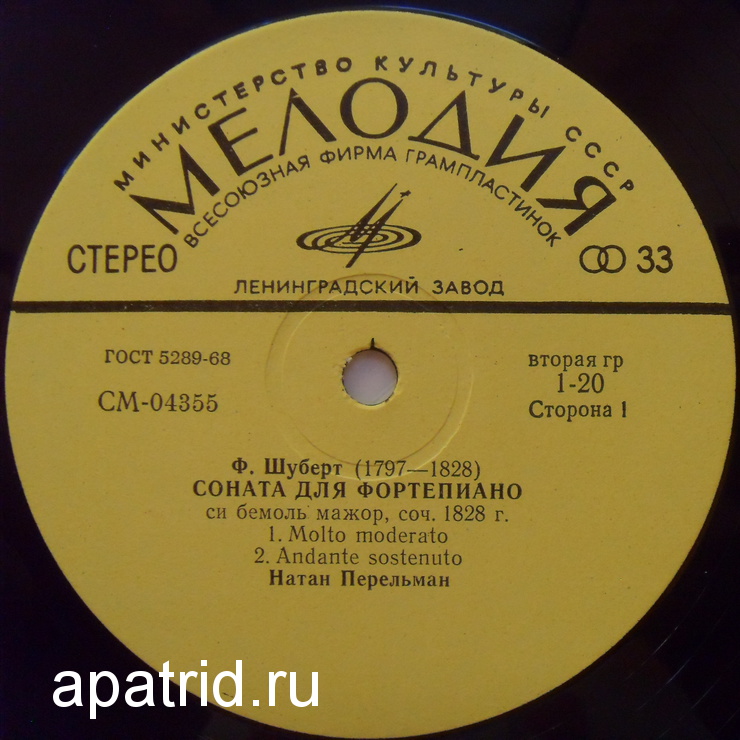 МИНИСТЕРСТВО КУЛЬТУРЫ СССР
МЕЛОДИЯ
ВСЕСОЮЗНАЯ ФИРМА ГРАМПЛАСТИНОК
СТЕРЕО
33
ЛЕНИНГРАДСКИЙ ЗАВОД
ГОСТ 5289-68
СМ-04355
вторая гр
1-20
Сторона 1
Ф. Шуберт (1797—1828)
СОНАТА ДЛЯ ФОРТЕПИАНО
си бемоль мажор, соч. 1828 г.
1. Molto moderato
2. Andante sostenuto
Натан Перельман
apatrid.ru